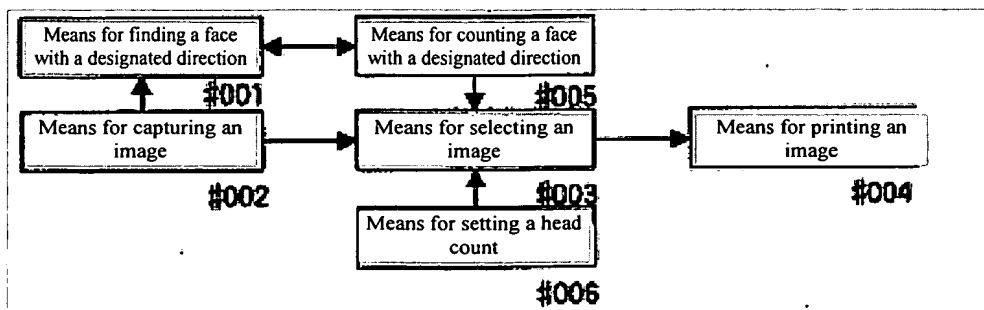 Means for finding a face
with a designated direction
#001
Means for counting a face
with a designated direction
#005
Means for capturing an
image
#002
Means for selecting an
image
#003
Means for printing an
image
#004
Means for setting a head
count
#006